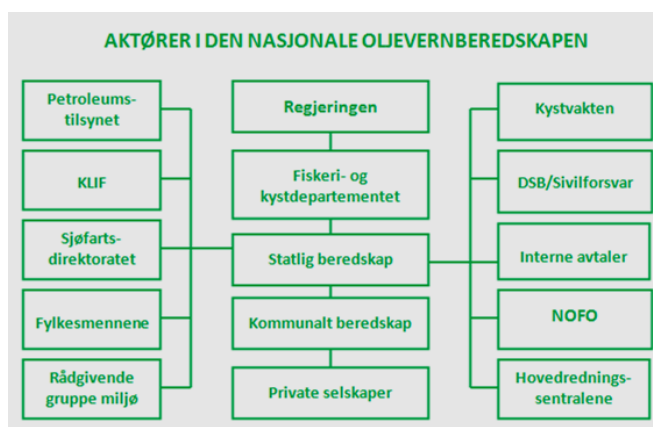 AKTØRER I DEN NASJONALE OLJEVERNBEREDSKAPEN
Petroleums-
tilsynet
KLIF
Sjøfarts-
direktoratet
Fylkesmennene
Rådgivende
gruppe miljø
Regjeringen
Fiskeri- og
kystdepartementet
Statlig beredskap
Kommunalt beredskap
Private selskaper
Kystvakten
DSB/Sivilforsvar
Interne avtaler
NOFO
Hovedrednings-
sentralene